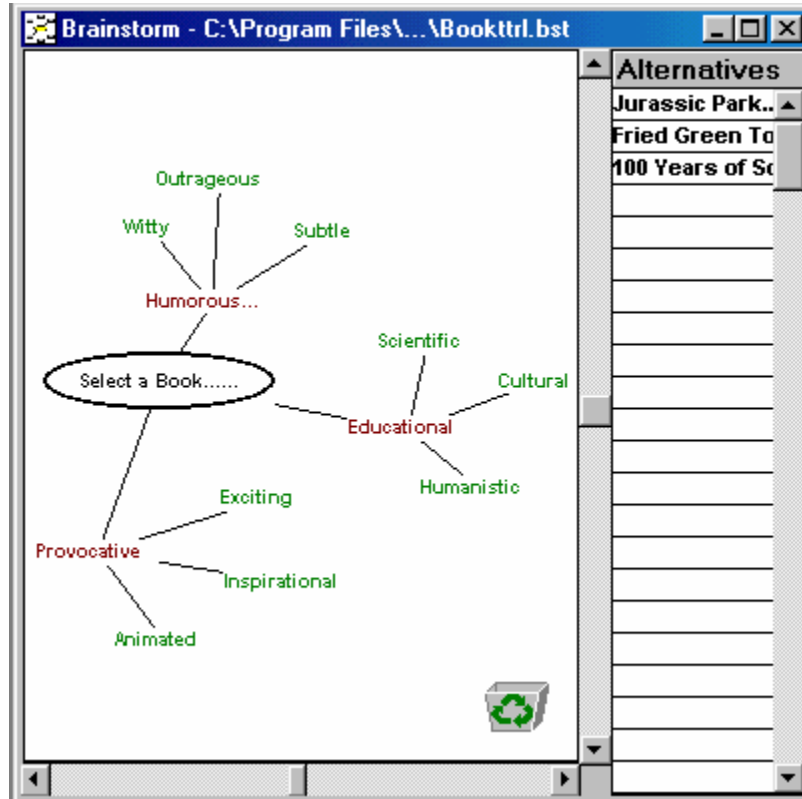 Brainstorm - C:\Program Files\...\Bookttrl.bst
Alternatives
Jurassic Park..
Fried Green To
100 Years of So
Outrageous
Witty
Subtle
Humorous...
Scientific
Select a Book......
Cultural
Educational
Humanistic
Exciting
Provocative
Inspirational
Animated